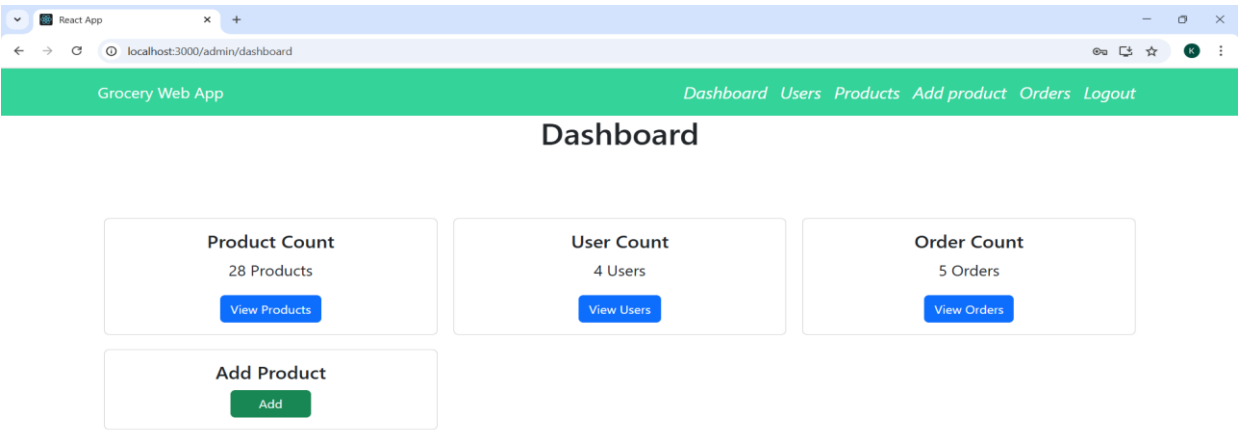 React App
localhost:3000/admin/dashboard
K
Grocery Web App
Dashboard Users Products Add product Orders Logout
Dashboard
Product Count
28 Products
View Products
User Count
4 Users
View Users
Order Count
5 Orders
View Orders
Add Product
Add